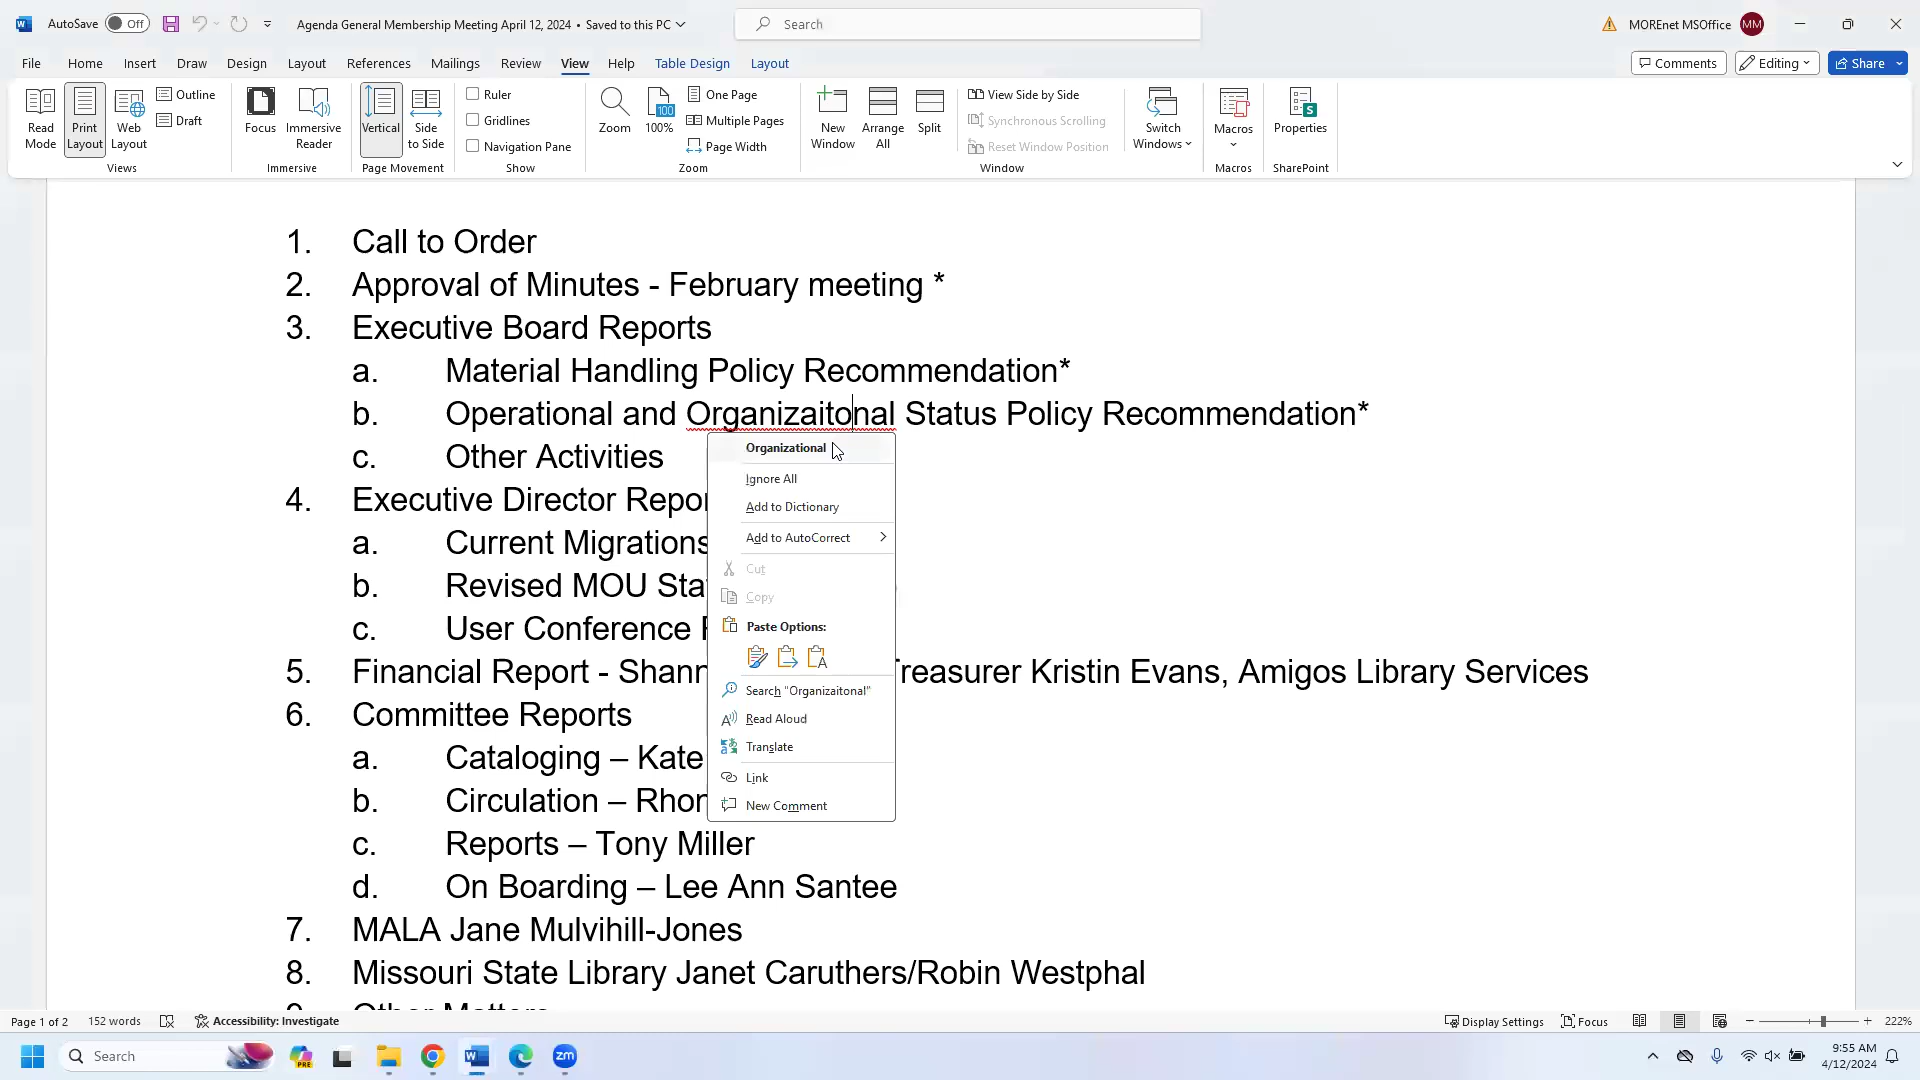 AutoSave Off Agenda General Membership Meeting April 12, 2024 • Saved to this PC Search MOREnet MSOffice MM
File Home Insert Draw Design Layout References Mailings Review View Help Table Design Layout Comments Editing Share
Read Mode
Print Layout
Web Layout
Outline
Draft
Views
Focus
Immersive Reader
Immersive
Vertical
Side to Side
Page Movement
Ruler
Gridlines
Navigation Pane
Show
Zoom
100
100%
One Page
Multiple Pages
Page Width
Zoom
New Window
Arrange All
Split
View Side by Side
Synchronous Scrolling
Reset Window Position
Window
Switch Windows
Macros
Macros
Properties
SharePoint
1. Call to Order
2. Approval of Minutes - February meeting *
3. Executive Board Reports
a. Material Handling Policy Recommendation*
b. Operational and Organizaitonal Status Policy Recommendation*
c. Other Activities
4. Executive Director Repor
a. Current Migrations
b. Revised MOU Sta
c. User Conference
5. Financial Report - Shann reasurer Kristin Evans, Amigos Library Services
6. Committee Reports
a. Cataloging – Kate
b. Circulation – Rhon
c. Reports – Tony Miller
d. On Boarding – Lee Ann Santee
7. MALA Jane Mulvihill-Jones
8. Missouri State Library Janet Caruthers/Robin Westphal
9. Other Matters
Organizational
Ignore All
Add to Dictionary
Add to AutoCorrect
Cut
Copy
Paste Options:
Search "Organizaitonal"
Read Aloud
Translate
Link
New Comment
Page 1 of 2 152 words Accessibility: Investigate Display Settings Focus 222%
Search PRE zm 9:55 AM
4/12/2024